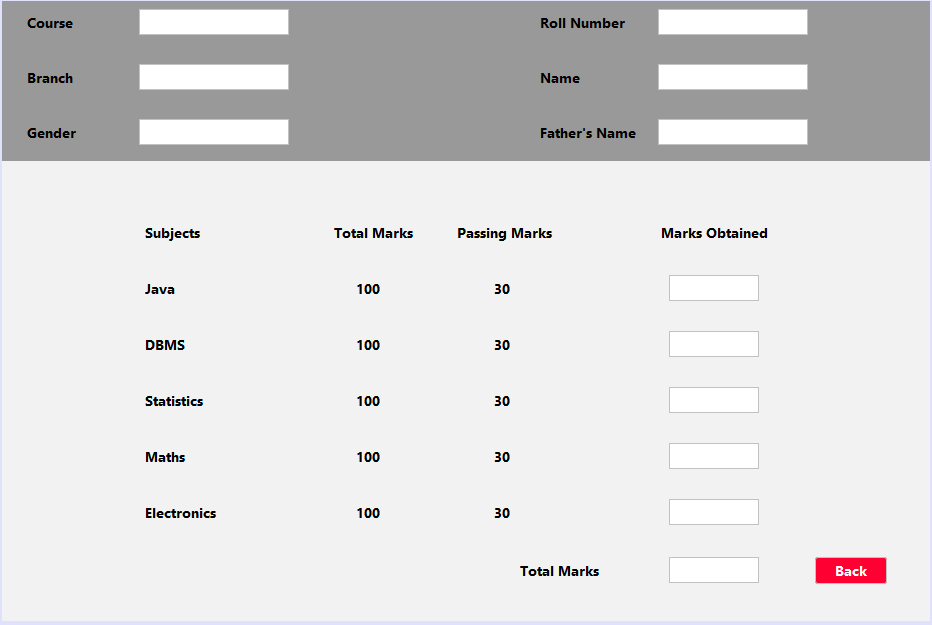 Course Roll Number
Branch Name
Gender Father's Name
Subjects Total Marks Passing Marks Marks Obtained
Java 100 30
DBMS 100 30
Statistics 100 30
Maths 100 30
Electronics 100 30
Total Marks Back